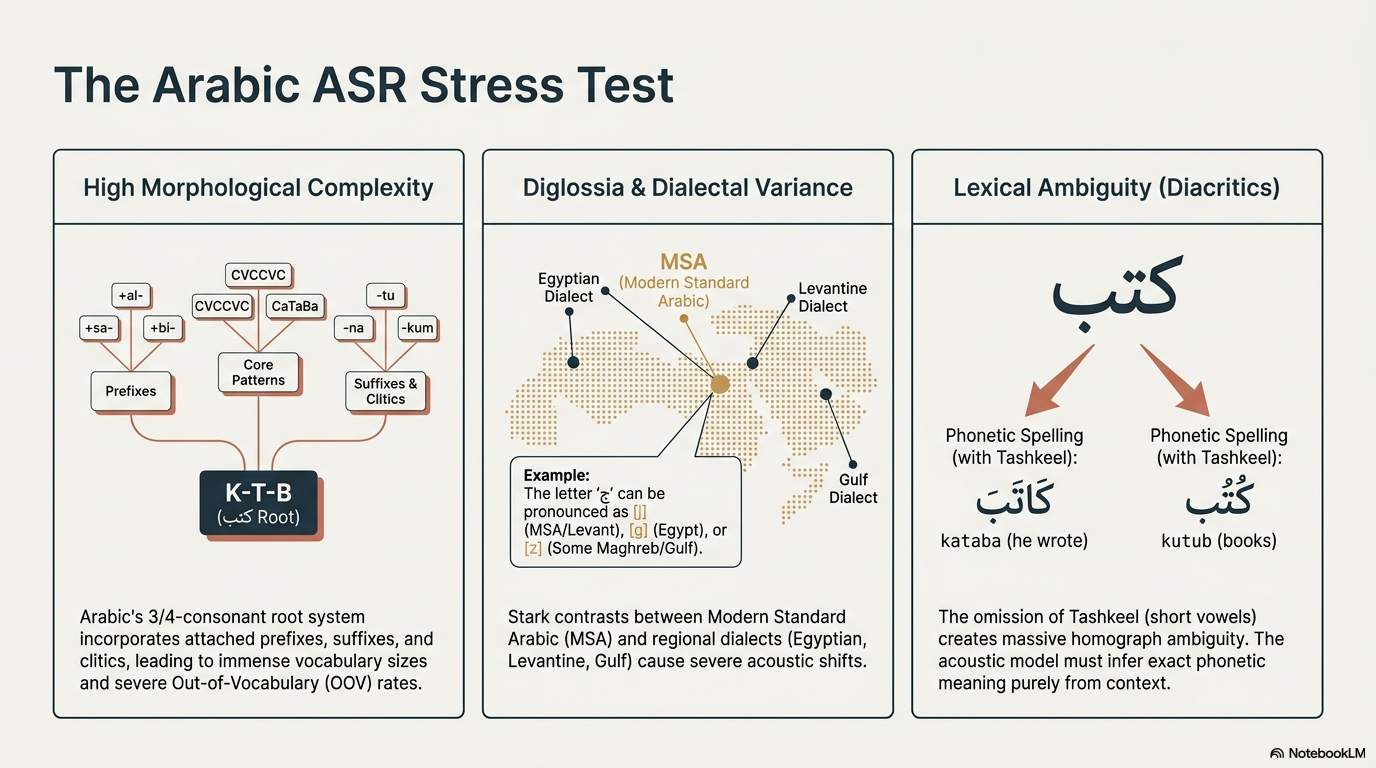 The Arabic ASR Stress Test
High Morphological Complexity
CVCCVC
+al-
CVCCVC
CaTaBa
-tu
+sa-
+bi-
-na
-kum
Prefixes
Core
Patterns
Suffixes &
Clitics
K-T-B
(كتب Root)
Arabic's 3/4-consonant root system
incorporates attached prefixes, suffixes, and
clitics, leading to immense vocabulary sizes
and severe Out-of-Vocabulary (OOV) rates.
Diglossia & Dialectal Variance
MSA
(Modern Standard
Arabic)
Egyptian
Dialect
Levantine
Dialect
Gulf
Dialect
Example:
The letter ‘ج’ can be
pronounced as [j]
(MSA/Levant), [g] (Egypt), or
[z] (Some Maghreb/Gulf).
Stark contrasts between Modern Standard
Arabic (MSA) and regional dialects (Egyptian,
Levantine, Gulf) cause severe acoustic shifts.
Lexical Ambiguity (Diacritics)
كتب
Phonetic Spelling
(with Tashkeel):
كَاتَبَ
kataba (he wrote)
Phonetic Spelling
(with Tashkeel):
كُتُب
kutub (books)
The omission of Tashkeel (short vowels)
creates massive homograph ambiguity. The
acoustic model must infer exact phonetic
meaning purely from context.
NotebookLM